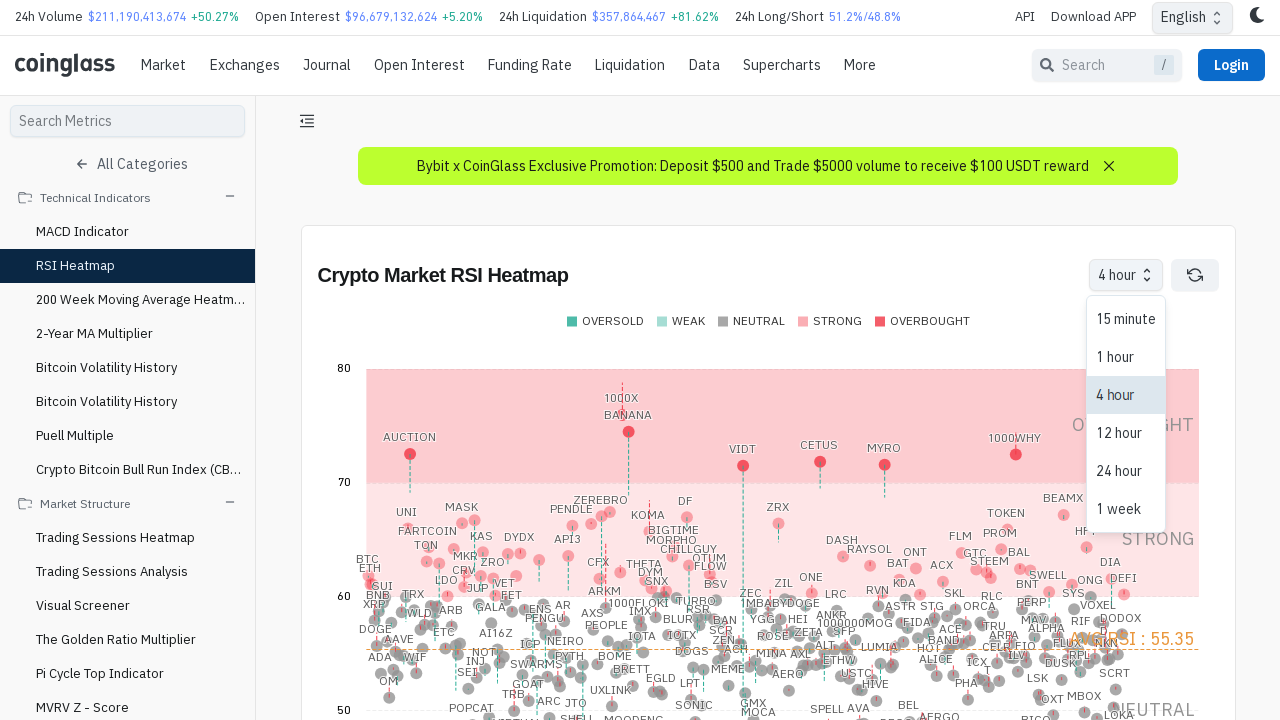 24h Volume $211,190,413,674 +50.27% Open Interest $96,679,132,624 +5.20% 24h Liquidation $357,864,467 +81.62% 24h Long/Short 51.2%/48.8% API Download APP English
coinglass Market Exchanges Journal Open Interest Funding Rate Liquidation Data Supercharts More Search / Login
Search Metrics
All Categories
Technical Indicators
MACD Indicator
RSI Heatmap
200 Week Moving Average Heatm...
2-Year MA Multiplier
Bitcoin Volatility History
Bitcoin Volatility History
Puell Multiple
Crypto Bitcoin Bull Run Index (CB...
Market Structure
Trading Sessions Heatmap
Trading Sessions Analysis
Visual Screener
The Golden Ratio Multiplier
Pi Cycle Top Indicator
MVRV Z - Score
Bybit x CoinGlass Exclusive Promotion: Deposit $500 and Trade $5000 volume to receive $100 USDT reward
Crypto Market RSI Heatmap
4 hour
15 minute
1 hour
4 hour
12 hour
24 hour
1 week
OVERSOLD WEAK NEUTRAL STRONG OVERBOUGHT
80
1000X
BANANA
AUCTION
VIDT
CETUS
MYRO
1000WHY
70
BEAMX
ZEREBRO
DF
MASK
PENDLE
ZRX
UNI
KOMA
TOKEN
FARTCOIN
BIGTIME
KAS
DYDX
API3
MORPHO
DASH
FLM
PROM
STRONG
TON
CHILLGUY
RAYSOL
BTC
MKR
ZRO
CFX
THETA
QTUM
BAT
ONT
GTC
BAL
DIA
ETH
CRV
DYM
FLOW
ACX
STEEM
SUI
LDO
JUP
VET
SNX
BSV
ZIL
ONE
KDA
BNT
SWELL
ONG
DEFI
BNB
TRX
FET
ARKM
ZEC
LRC
RVN
SKL
RLC
SYS
60
XRP
WLD
ARB
GALA
ENS
AR
1000FLOKI
TURBO
1MBABYDOGE
ASTR
STG
ORCA
PERP
VOXEL
PENGU
AXS
IMX
RSR
YGG
HEI
ANKR
1000000MOG
FIDA
TRU
MAV
RIF
DODOX
DOGE
ETC
AI16Z
PEOPLE
BLUR
BAN
ZETA
SFP
ACE
ALPHA
AAVE
ICP
NEIRO
IOTA
IOTX
SCR
ROSE
BAND
ARPA
AVG RSI : 55.35
ADA
WIF
NOT
INJ
SWARMS
PYTH
BOME
DOGS
ZEN
ACH
MINA
AXL
ALT
ETHW
LUMIA
HOT
ALICE
CELR
FIO
FLUX
NKN
ILV
RPL
DUSK
SEI
BRETT
MEME
AERO
USTC
ICX
SCRT
OM
GOAT
EGLD
LPT
HIVE
PHA
T
LSK
TRB
UXLINK
OXT
MBOX
POPCAT
ARC
JTO
SONIC
GMX
SPELL
AVA
BEL
NEUTRAL
50
SHELL
MOODENG
MOCA
AERGO
BICO
LOKA